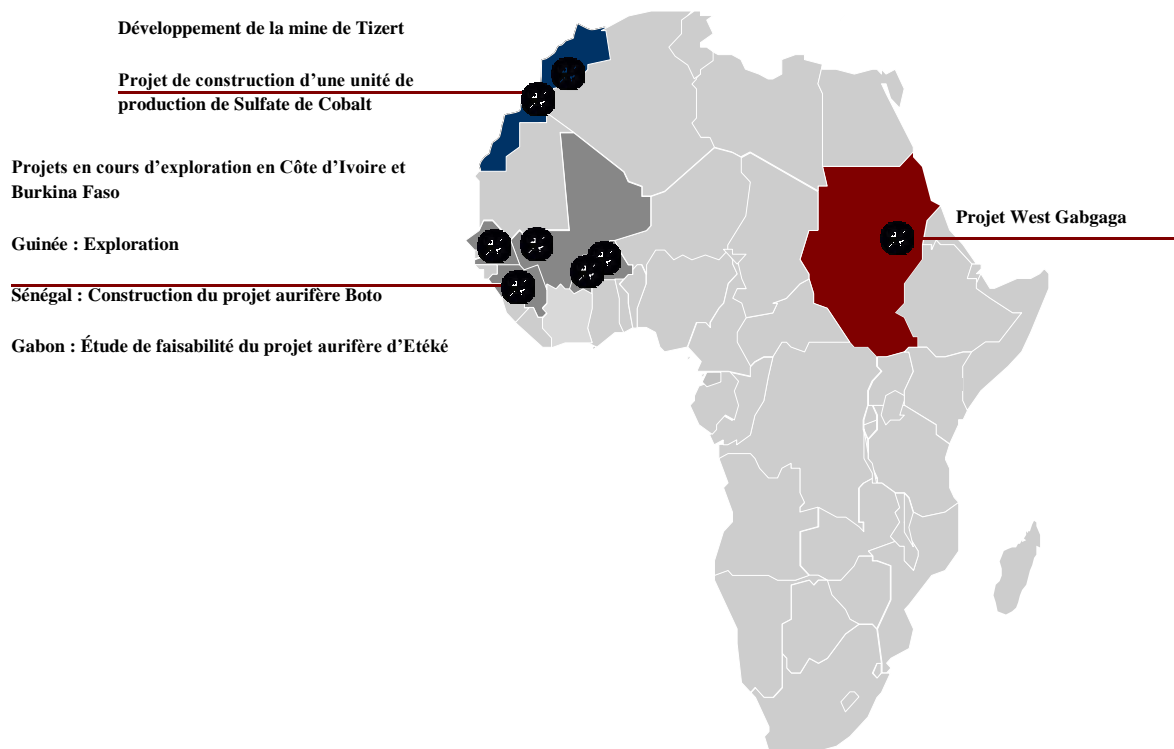 Développement de la mine de Tizert
Projet de construction d’une unité de
production de Sulfate de Cobalt
Projets en cours d’exploration en Côte d’Ivoire et
Burkina Faso
Guinée : Exploration
Sénégal : Construction du projet aurifère Boto
Gabon : Étude de faisabilité du projet aurifère d’Etéké
Projet West Gabgaga